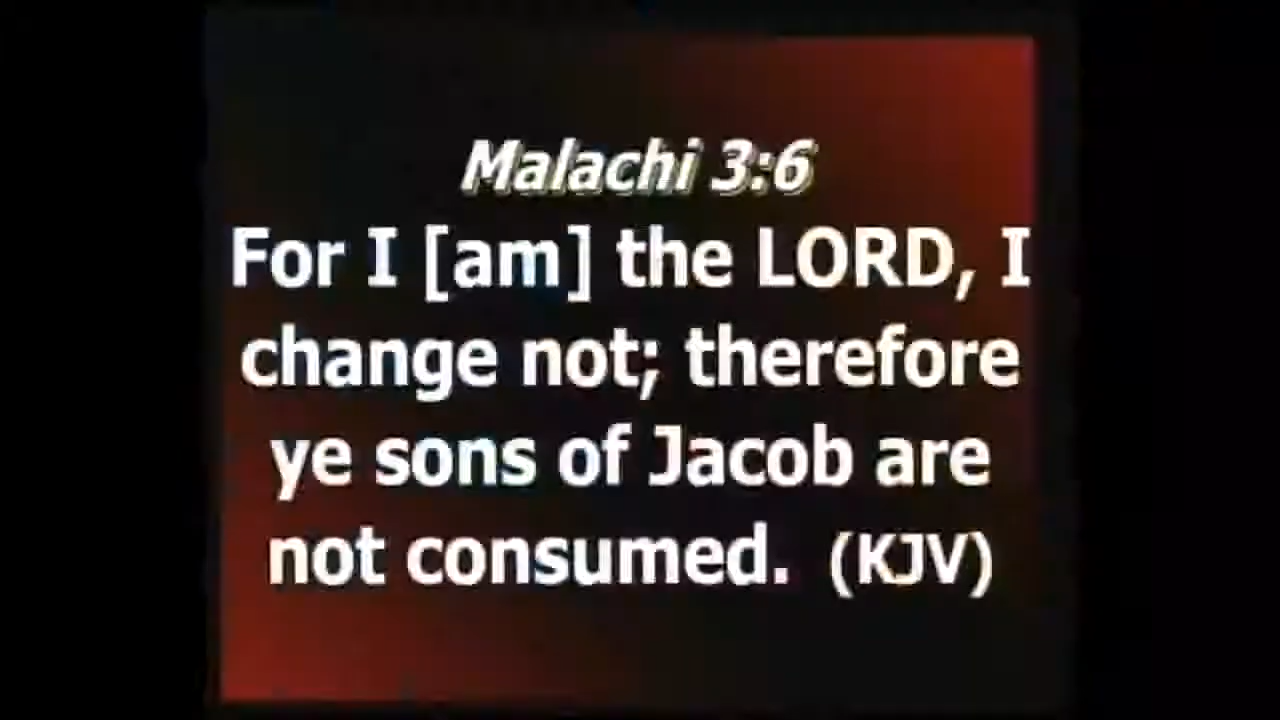 Malachi 3:6
For I [am] the LORD, I
change not; therefore
ye sons of Jacob are
not consumed. (KJV)